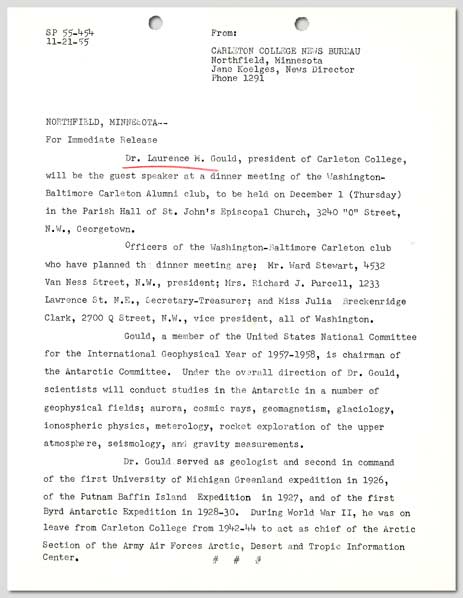 SP 55-454
11-21-55
From:
CARLETON COLLEGE NEWS BUREAU
Northfield, Minnesota
Jane Koelges, News Director
Phone 1291
NORTHFIELD, MINNESOTA--
For Immediate Release
Dr. Laurence M. Gould, president of Carleton College,
will be the guest speaker at a dinner meeting of the Washington-
Baltimore Carleton Alumni club, to be held on December 1 (Thursday)
in the Parish Hall of St. John's Episcopal Church, 3240 "O" Street,
N.W., Georgetown.
Officers of the Washington-Baltimore Carleton club
who have planned the dinner meeting are; Mr. Ward Stewart, 4532
Van Ness Street, N.W., president; Mrs. Richard J. Purcell, 1233
Lawrence St. N.E., Secretary-Treasurer; and Miss Julia Breckenridge
Clark, 2700 Q Street, N.W., vice president, all of Washington.
Gould, a member of the United States National Committee
for the International Geophysical Year of 1957-1958, is chairman of
the Antarctic Committee. Under the overall direction of Dr. Gould,
scientists will conduct studies in the Antarctic in a number of
geophysical fields; aurora, cosmic rays, geomagnetism, glaciology,
ionospheric physics, meterology, rocket exploration of the upper
atmosphere, seismology, and gravity measurements.
Dr. Gould served as geologist and second in command
of the first University of Michigan Greenland expedition in 1926,
of the Putnam Baffin Island Expedition in 1927, and of the first
Byrd Antarctic Expedition in 1928-30. During World War II, he was on
leave from Carleton College from 1942-44 to act as chief of the Arctic
Section of the Army Air Forces Arctic, Desert and Tropic Information
Center.
# # #